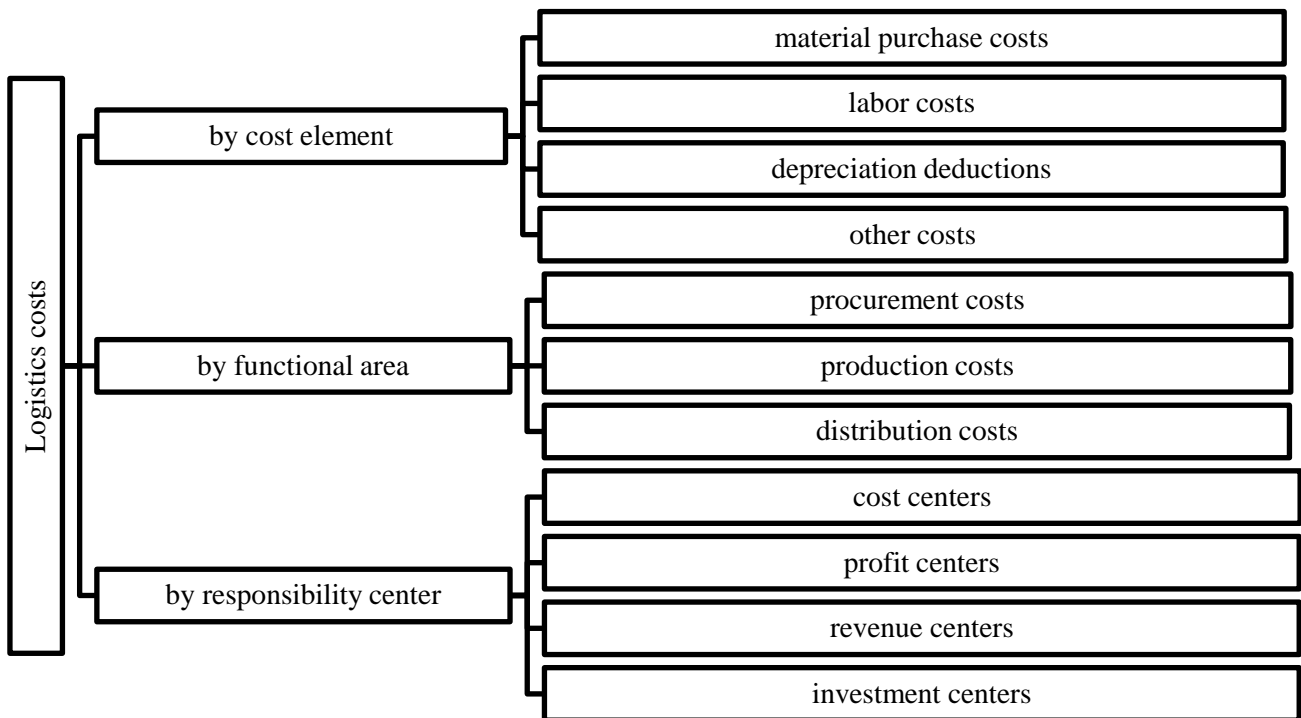 Logistics costs
by cost element
material purchase costs
labor costs
depreciation deductions
other costs
by functional area
procurement costs
production costs
distribution costs
by responsibility center
cost centers
profit centers
revenue centers
investment centers